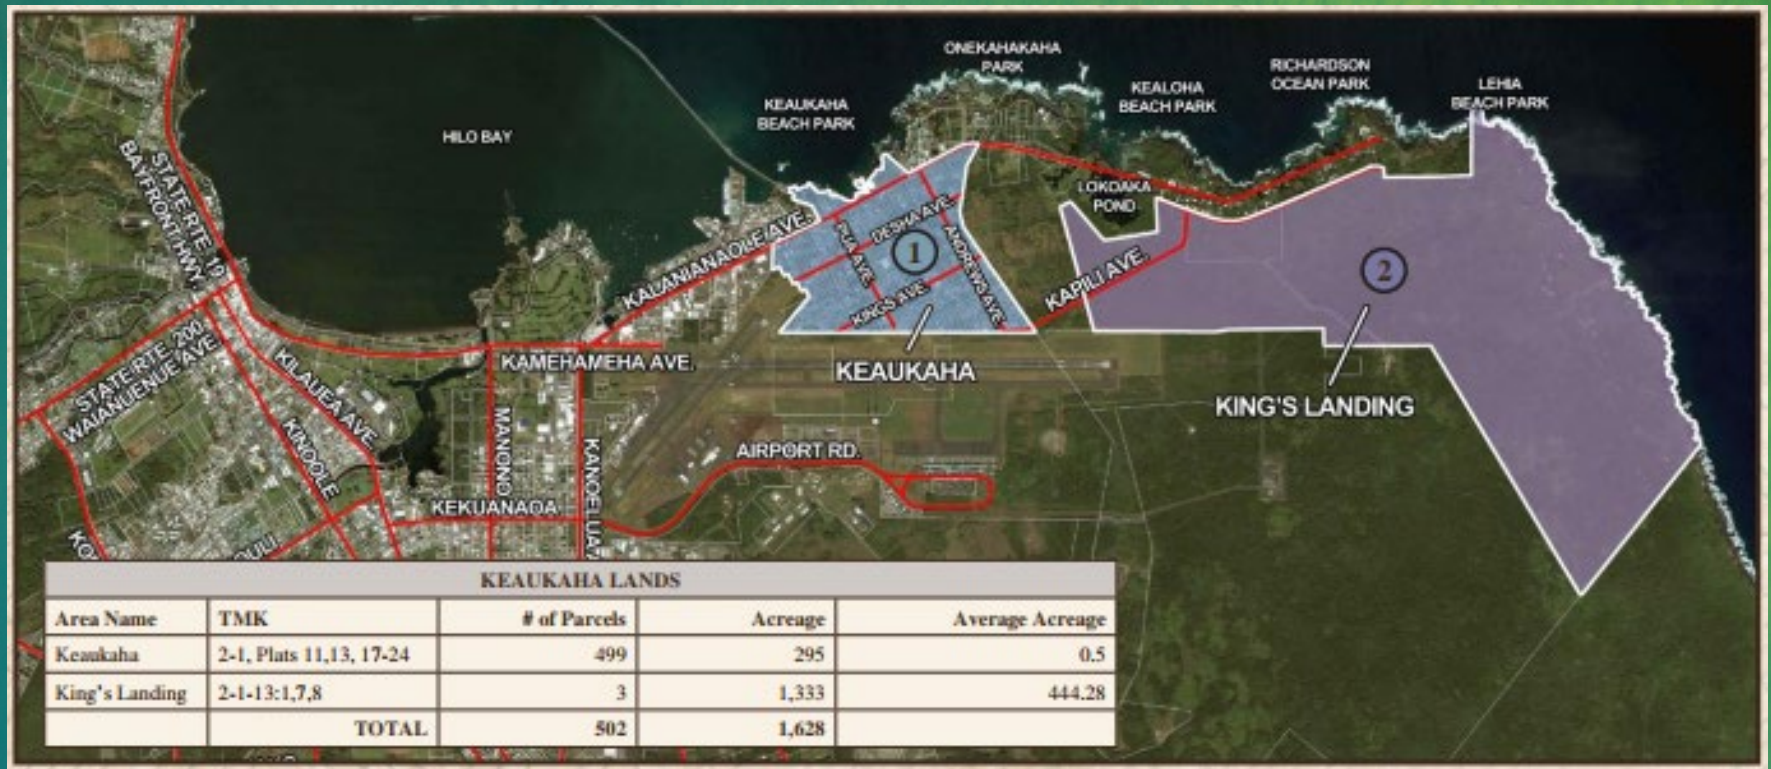 ONEKAHAKAHA
PARK
RICHARDSON
OCEAN PARK
KEALOHA
BEACH PARK
LEHIA
BEACH PARK
KEAUKAHA
BEACH PARK
HILO BAY
STATE RTE 19
BAYFRONT HWY.
LOKOAKA
POND
KALANIANAOLE AVE.
PUA AVE.
DESHA AVE.
ANDREWS AVE.
KINGS AVE.
1
KAPILI AVE.
2
KEAUKAHA
KING'S LANDING
STATE RTE 200
WAIANUENUE AVE
KILAUEA AVE.
KINOOLE
KAMEHAMEHA AVE.
MANONO
KANOELUA
AIRPORT RD.
KEKUANAOA
KEAUKAHA LANDS
Area Name TMK # of Parcels Acreage Average Acreage
Keaukaha 2-1, Plats 11,13, 17-24 499 295 0.5
King's Landing 2-1-13:1,7,8 3 1,333 444.28
TOTAL 502 1,628